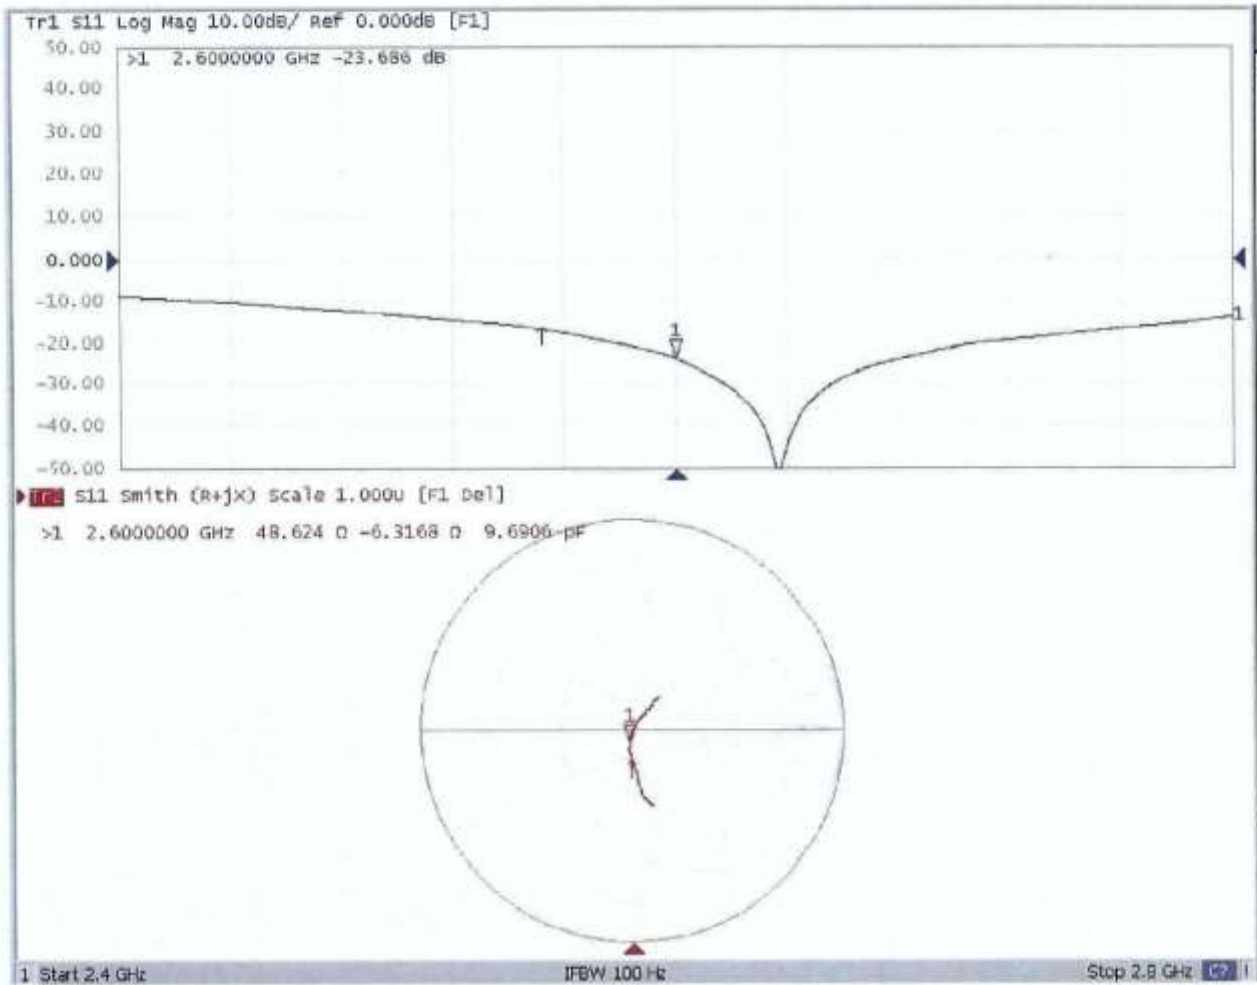 Tr1 S11 Log Mag 10.00dB/ Ref 0.000dB [F1]
50.00
>1 2.6000000 GHz -23.686 dB
40.00
30.00
20.00
10.00
0.000
-10.00
1
-20.00
1
-30.00
-40.00
-50.00
Tr2 S11 Smith (R+jX) Scale 1.000U [F1 Del]
>1 2.6000000 GHz 48.624 Ω -6.3168 Ω 9.6906 pF
1
1 Start 2.4 GHz IFBW 100 Hz Stop 2.8 GHz C?